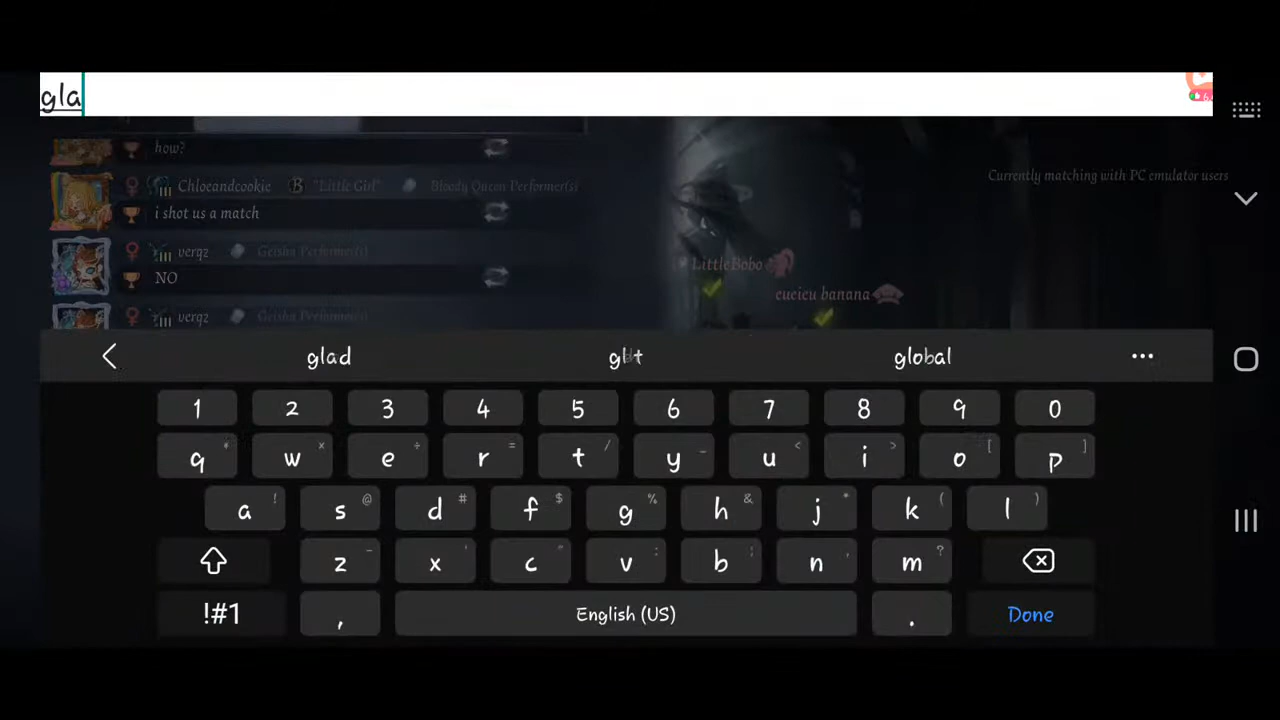 gla
how?
Chloeandcookie B "Little Girl" Bloody Queen Performer(s)
i shot us a match
Currently matching with PC emulator users
verqz Geisha Performer(s)
NO
LittleBobo
cucicu banana
verqz Geisha Performer(s)
glad global
1 2 3 4 5 6 7 8 9 0
q * w × e ÷ r = t / y _ u < i > o [ p ]
a ! s @ d # f $ g % h & j * k ( l )
z - x ' c " v : b ; n , m ?
!#1 , English (US) . Done